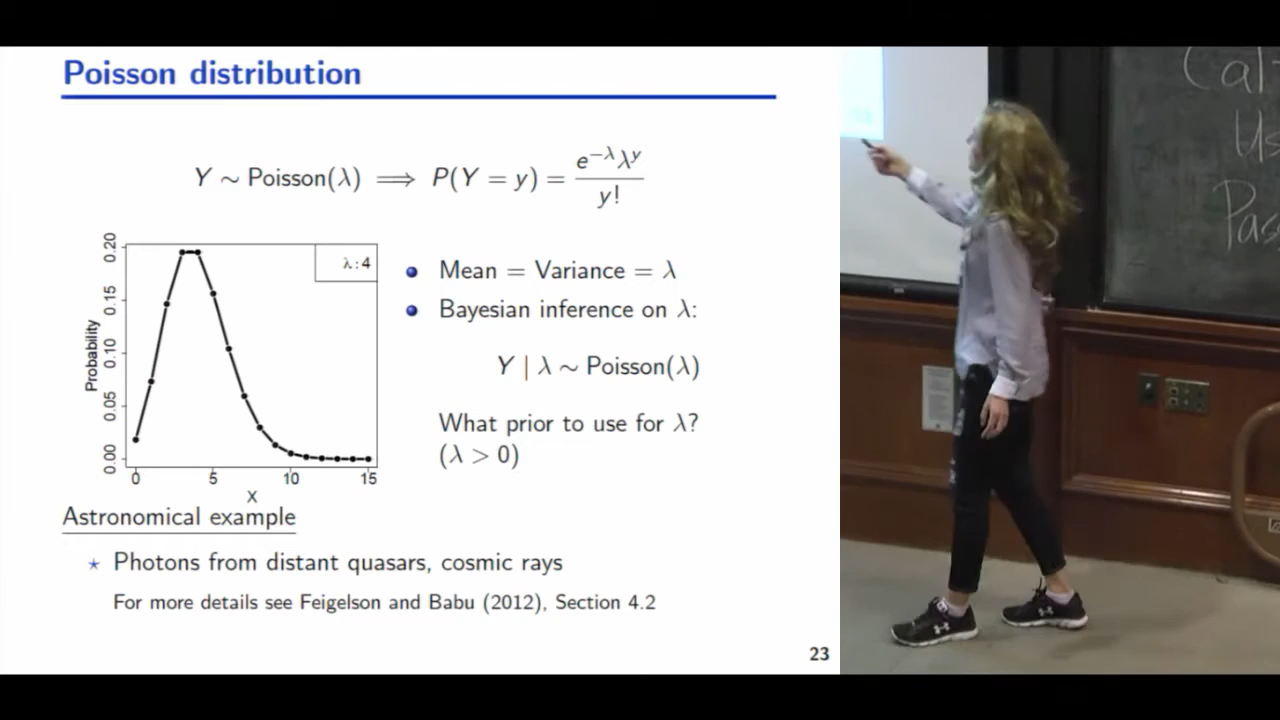 Poisson distribution
Y ∼ Poisson(λ) ⟹ P(Y = y) = e^{−λ}λ^y / y!
λ:4
Probability
0.20
0.15
0.10
0.05
0.00
0 5 10 15
X
• Mean = Variance = λ
• Bayesian inference on λ:
Y | λ ∼ Poisson(λ)
What prior to use for λ?
(λ > 0)
Astronomical example
⋆ Photons from distant quasars, cosmic rays
For more details see Feigelson and Babu (2012), Section 4.2
23